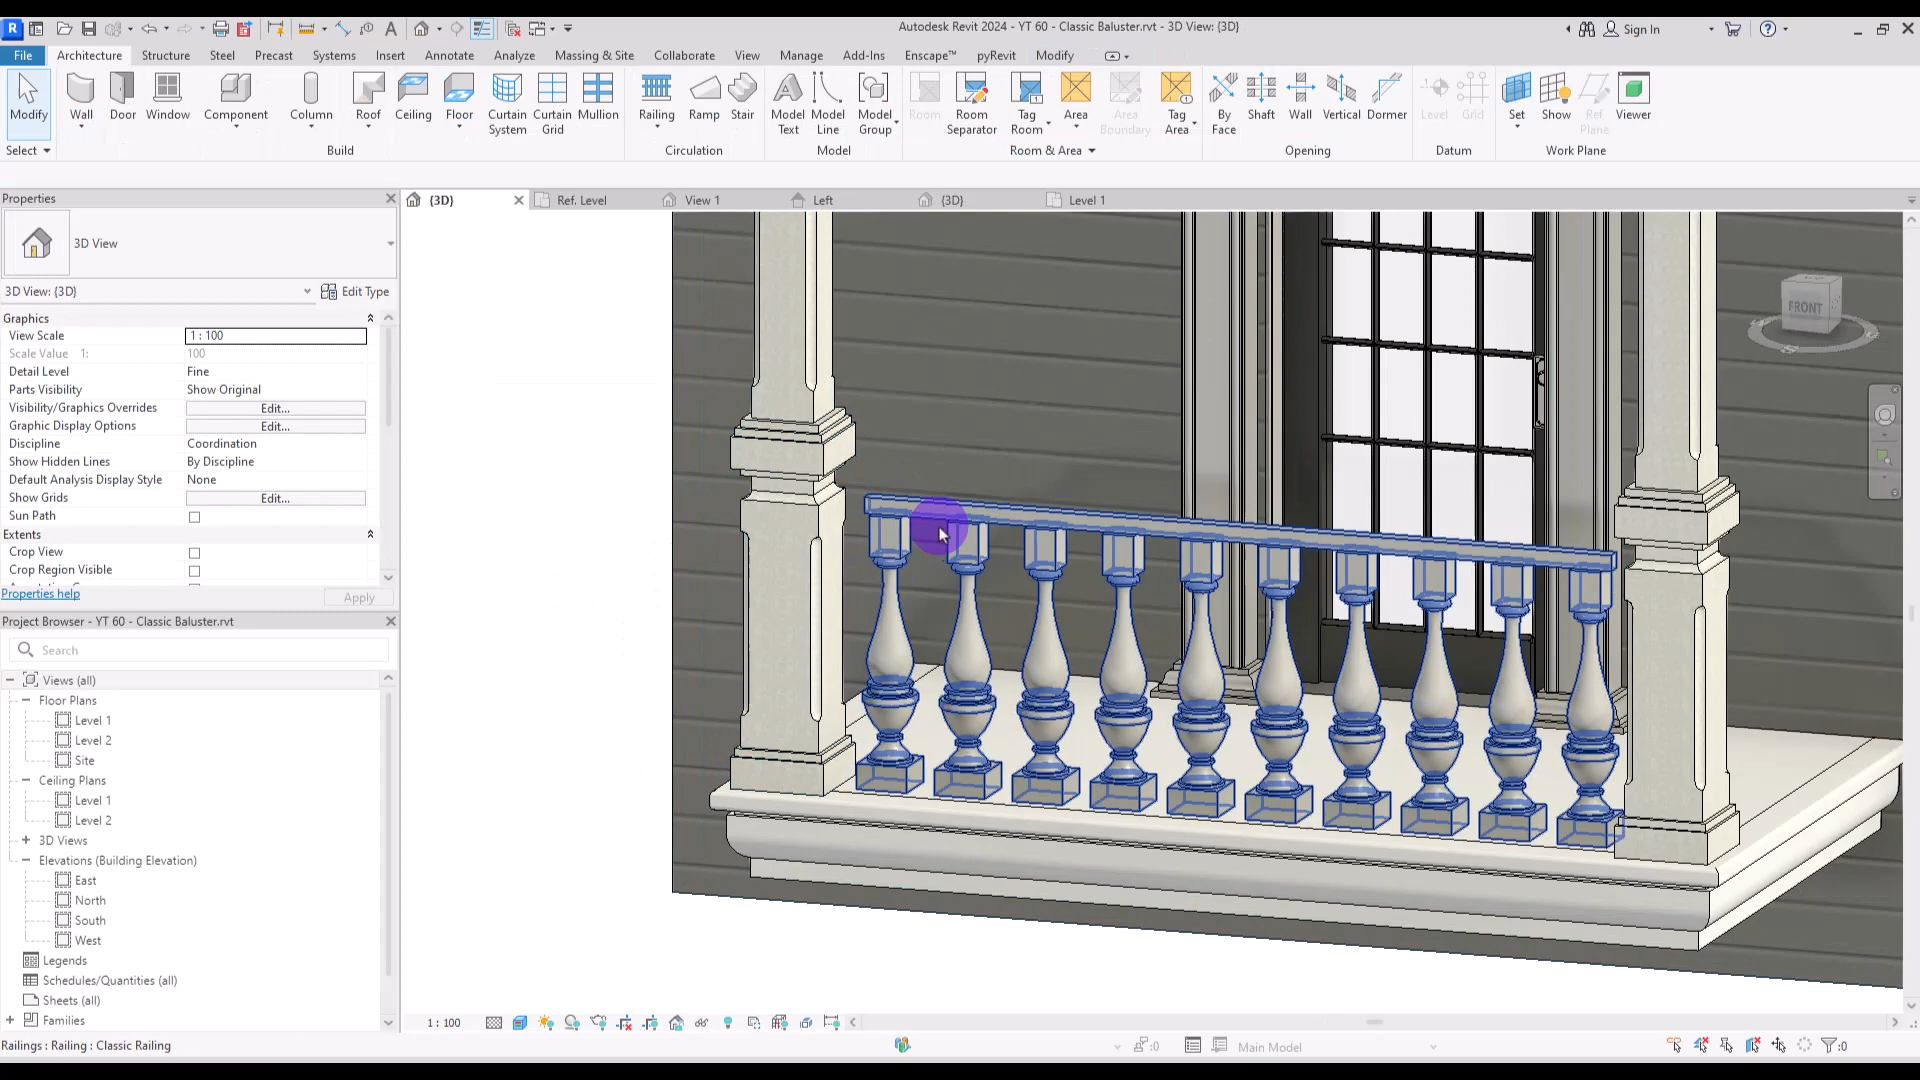 Autodesk Revit 2024 - YT 60 - Classic Baluster.rvt - 3D View: {3D}
Sign In
File Architecture Structure Steel Precast Systems Insert Annotate Analyze Massing & Site Collaborate View Manage Add-Ins Enscape™ pyRevit Modify
Modify Wall Door Window Component Column Roof Ceiling Floor Curtain System Curtain Grid Mullion Railing Ramp Stair Model Text Model Line Model Group Room Room Separator Tag Room Area Area Boundary Tag Area By Face Shaft Wall Vertical Dormer Level Grid Set Show Ref Plane Viewer
Select Build Circulation Model Room & Area Opening Datum Work Plane
Properties
{3D} Ref. Level View 1 Left {3D} Level 1
3D View
3D View: {3D} Edit Type
Graphics
View Scale 1 : 100
Scale Value 1: 100
Detail Level Fine
Parts Visibility Show Original
Visibility/Graphics Overrides Edit...
Graphic Display Options Edit...
Discipline Coordination
Show Hidden Lines By Discipline
Default Analysis Display Style None
Show Grids Edit...
Sun Path
Extents
Crop View
Crop Region Visible
Properties help Apply
Project Browser - YT 60 - Classic Baluster.rvt
Search
Views (all)
Floor Plans
Level 1
Level 2
Site
Ceiling Plans
Level 1
Level 2
3D Views
Elevations (Building Elevation)
East
North
South
West
Legends
Schedules/Quantities (all)
Sheets (all)
Families
FRONT
1 : 100
Railings : Railing : Classic Railing
:0 Main Model :0